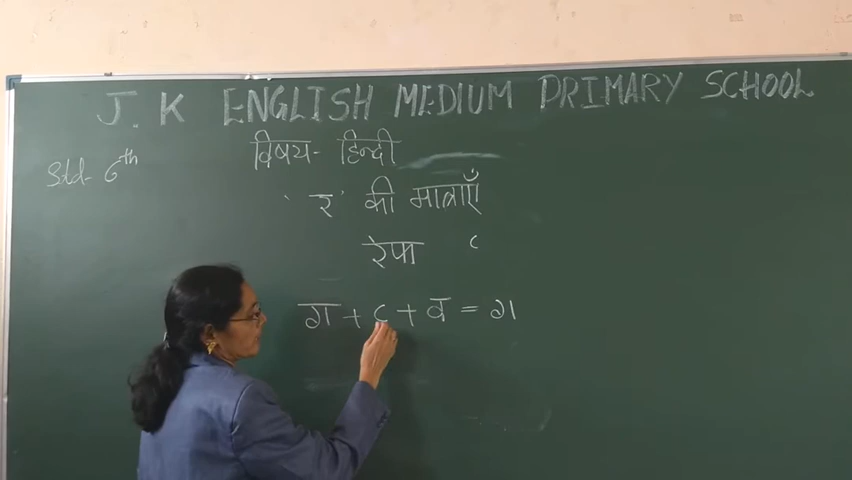 J. K ENGLISH MEDIUM PRIMARY SCHOOL
Std- 6th
विषय- हिन्दी
'र' की मात्राएँ
रेफा र्
ग + र् + व = ग